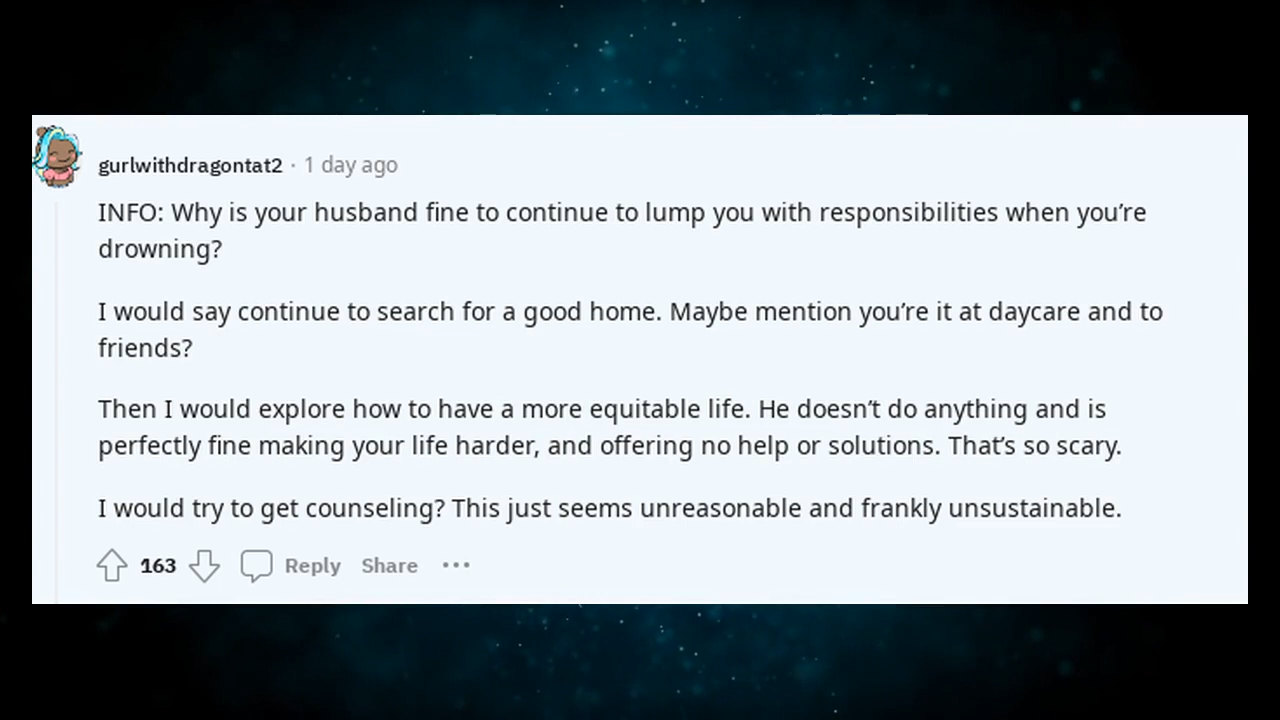 gurlwithdragontat2 · 1 day ago
INFO: Why is your husband fine to continue to lump you with responsibilities when you’re
drowning?
I would say continue to search for a good home. Maybe mention you’re it at daycare and to
friends?
Then I would explore how to have a more equitable life. He doesn’t do anything and is
perfectly fine making your life harder, and offering no help or solutions. That’s so scary.
I would try to get counseling? This just seems unreasonable and frankly unsustainable.
163 Reply Share